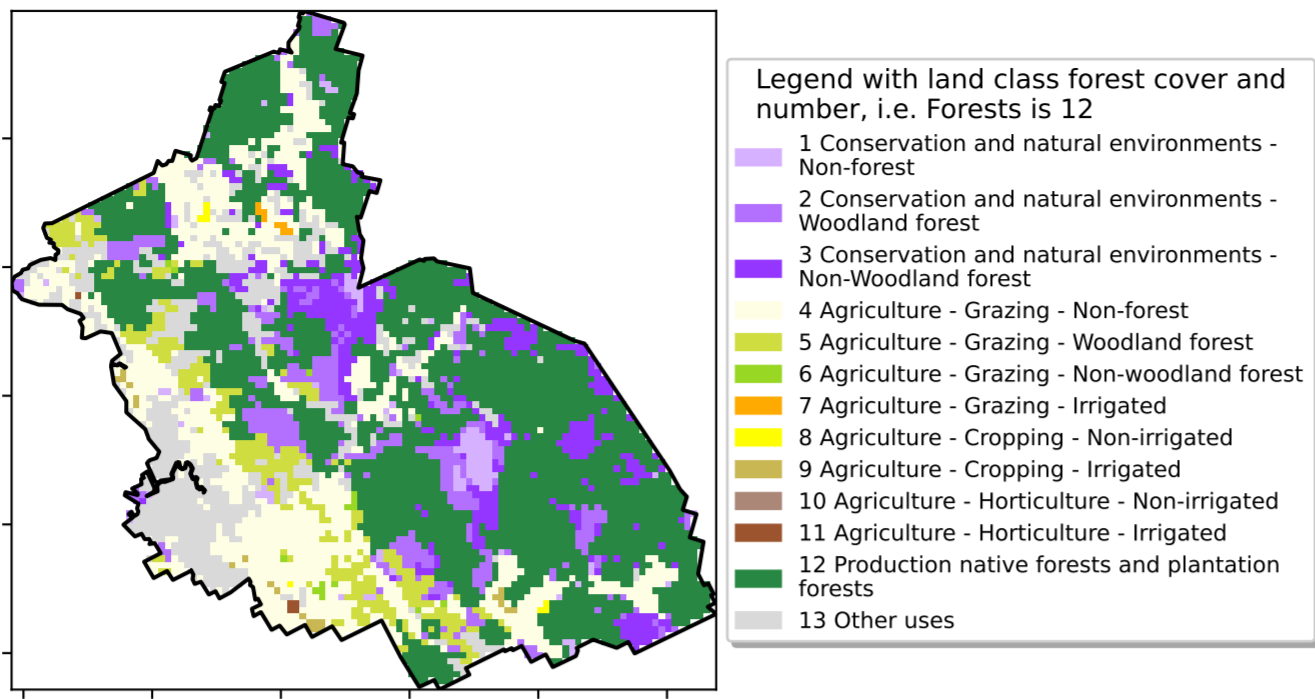 Legend with land class forest cover and
number, i.e. Forests is 12
1 Conservation and natural environments -
Non-forest
2 Conservation and natural environments -
Woodland forest
3 Conservation and natural environments -
Non-Woodland forest
4 Agriculture - Grazing - Non-forest
5 Agriculture - Grazing - Woodland forest
6 Agriculture - Grazing - Non-woodland forest
7 Agriculture - Grazing - Irrigated
8 Agriculture - Cropping - Non-irrigated
9 Agriculture - Cropping - Irrigated
10 Agriculture - Horticulture - Non-irrigated
11 Agriculture - Horticulture - Irrigated
12 Production native forests and plantation
forests
13 Other uses